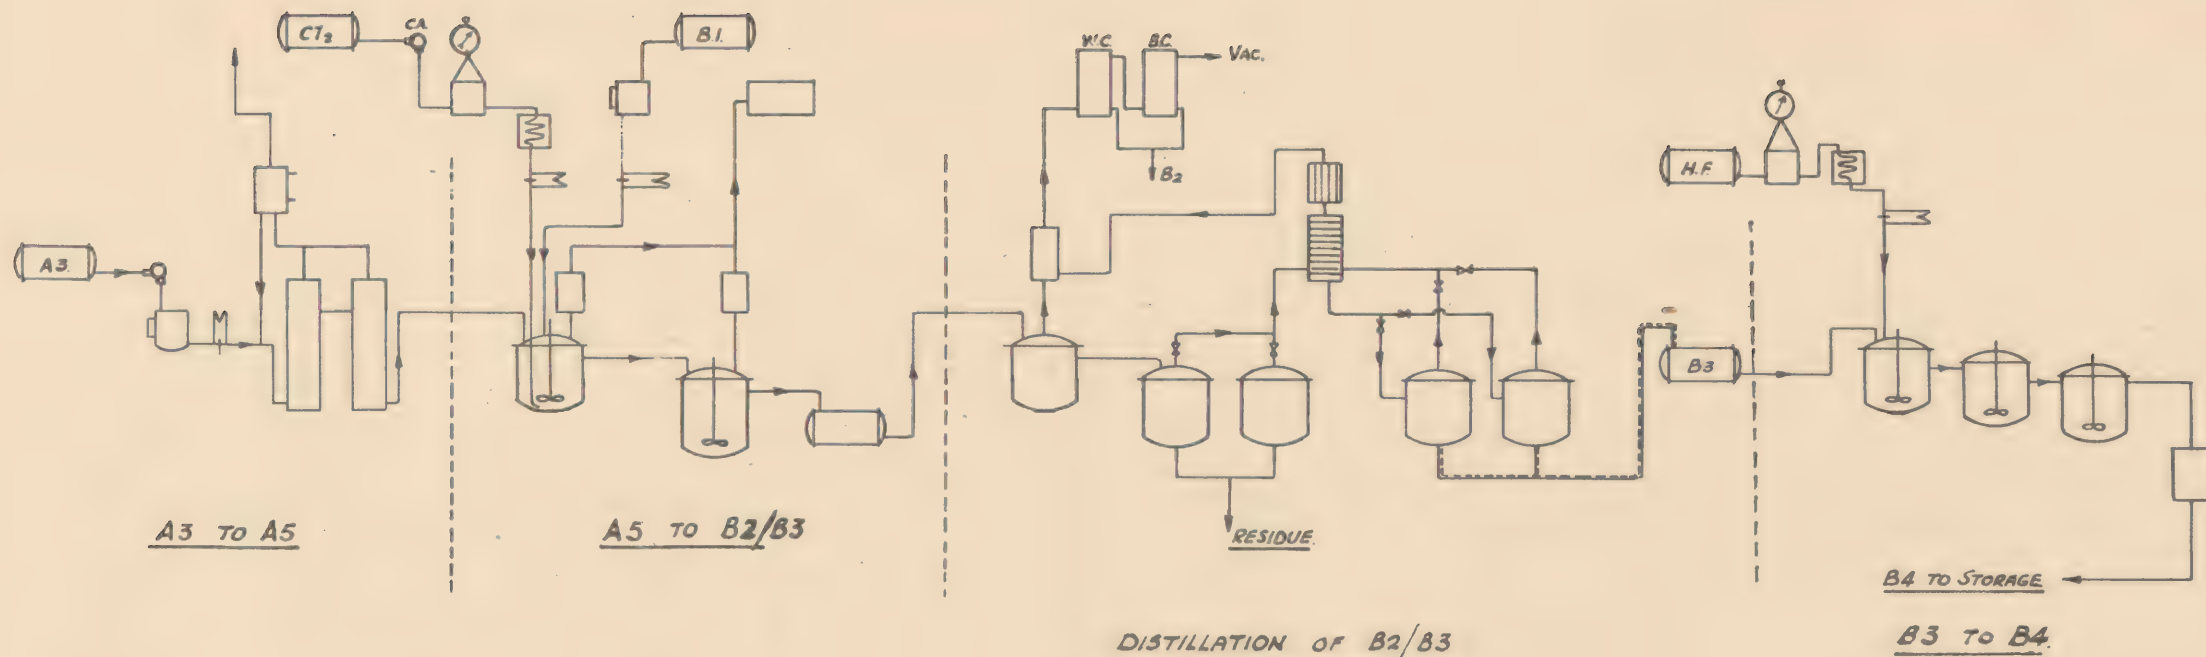 CT₂
C.A.
B.1.
W.C.
B.C.
VAC.
B2
H.F.
A3.
B3
A3 TO A5
A5 TO B2/B3
RESIDUE.
B4 TO STORAGE
DISTILLATION OF B2/B3
B3 TO B4.